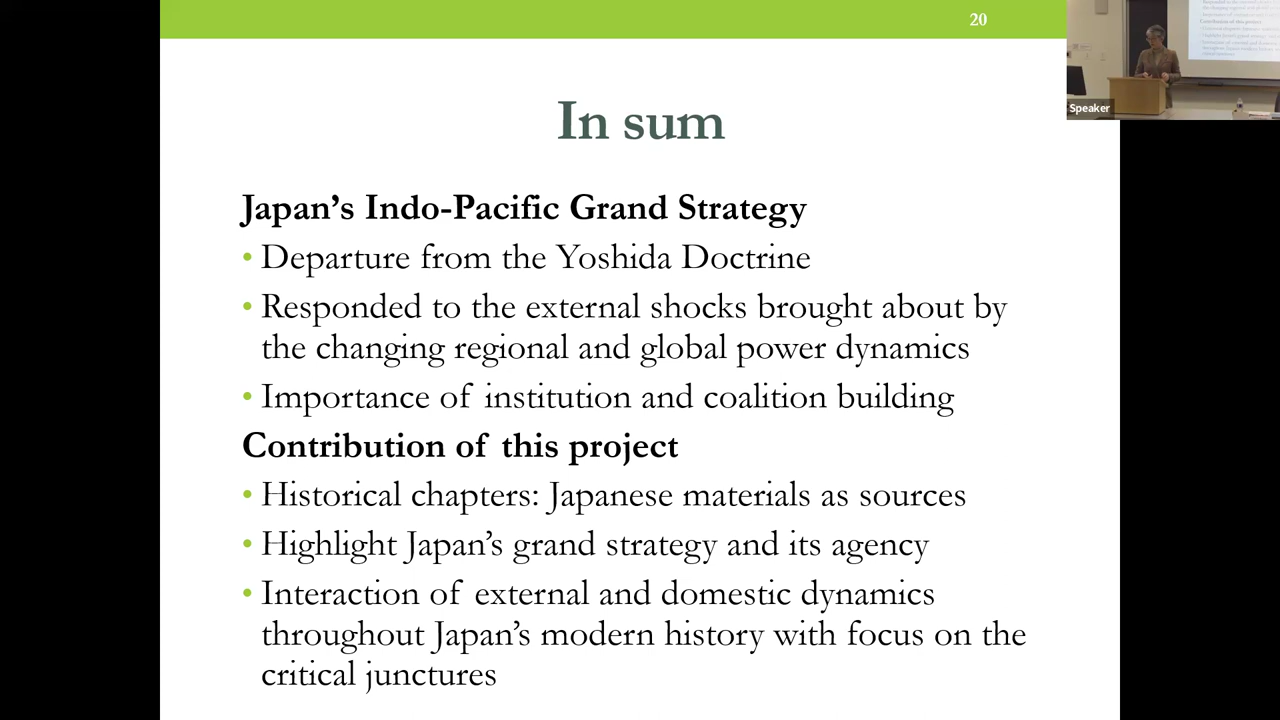 20
In sum
Japan's Indo-Pacific Grand Strategy
• Departure from the Yoshida Doctrine
• Responded to the external shocks brought about by
the changing regional and global power dynamics
• Importance of institution and coalition building
Contribution of this project
• Historical chapters: Japanese materials as sources
• Highlight Japan's grand strategy and its agency
• Interaction of external and domestic dynamics
throughout Japan's modern history with focus on the
critical junctures
Speaker